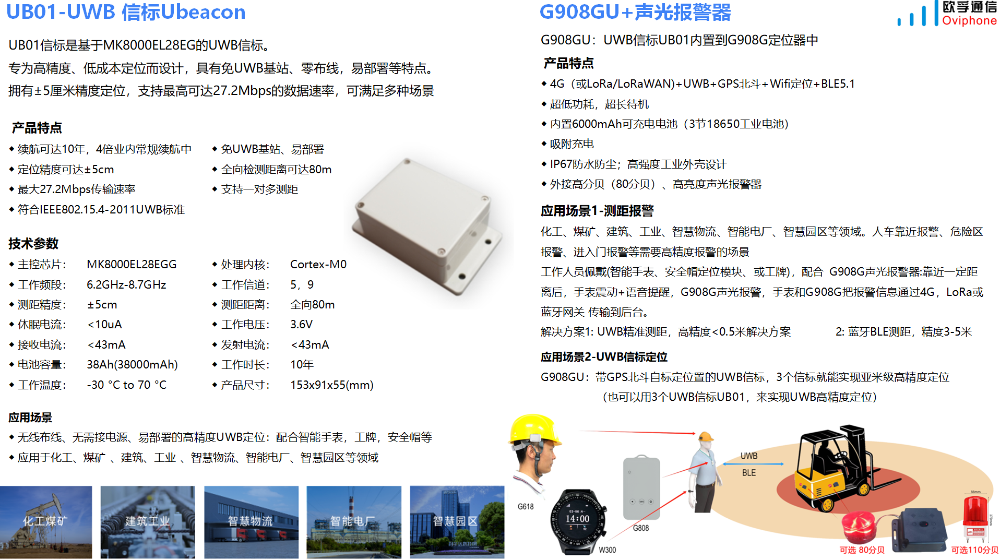 UB01-UWB 信标Ubeacon
UB01信标是基于MK8000EL28EG的UWB信标。
专为高精度、低成本定位而设计，具有免UWB基站、零布线，易部署等特点。
拥有±5厘米精度定位，支持最高可达27.2Mbps的数据速率，可满足多种场景
产品特点
续航可达10年，4倍业内常规续航中
免UWB基站、易部署
定位精度可达±5cm
全向检测距离可达80m
最大27.2Mbps传输速率
支持一对多测距
符合IEEE802.15.4-2011UWB标准
技术参数
主控芯片： MK8000EL28EGG
处理内核： Cortex-M0
工作频段： 6.2GHz-8.7GHz
工作信道： 5，9
测距精度： ±5cm
测距距离： 全向80m
休眠电流： <10uA
工作电压： 3.6V
接收电流： <43mA
发射电流： <43mA
电池容量： 38Ah(38000mAh)
工作时长： 10年
工作温度： -30 °C to 70 °C
产品尺寸： 153x91x55(mm)
应用场景
无线布线、无需接电源、易部署的高精度UWB定位：配合智能手表，工牌，安全帽等
应用于化工、煤矿 、建筑、工业 、智慧物流、智能电厂、智慧园区等领域
化工煤矿
建筑工业
智慧物流
智能电厂
智慧园区
G908GU+声光报警器
欧孚通信
Oviphone
G908GU：UWB信标UB01内置到G908G定位器中
产品特点
4G（或LoRa/LoRaWAN)+UWB+GPS北斗+Wifi定位+BLE5.1
超低功耗，超长待机
内置6000mAh可充电电池（3节18650工业电池）
吸附充电
IP67防水防尘；高强度工业外壳设计
外接高分贝（80分贝）、高亮度声光报警器
应用场景1-测距报警
化工、煤矿、建筑、工业、智慧物流、智能电厂、智慧园区等领域。人车靠近报警、危险区
报警、进入门报警等需要高精度报警的场景
工作人员佩戴(智能手表、安全帽定位模块、或工牌)，配合 G908G声光报警器:靠近一定距
离后，手表震动+语音提醒，G908G声光报警，手表和G908G把报警信息通过4G，LoRa或
蓝牙网关 传输到后台。
解决方案1: UWB精准测距，高精度<0.5米解决方案 2: 蓝牙BLE测距，精度3-5米
应用场景2-UWB信标定位
G908GU：带GPS北斗自标定位置的UWB信标，3个信标就能实现亚米级高精度定位
（也可以用3个UWB信标UB01，来实现UWB高精度定位）
UWB
BLE
G618
G808
W300
03-06
14:00
88mm
170mm
可选 80分贝
可选110分贝